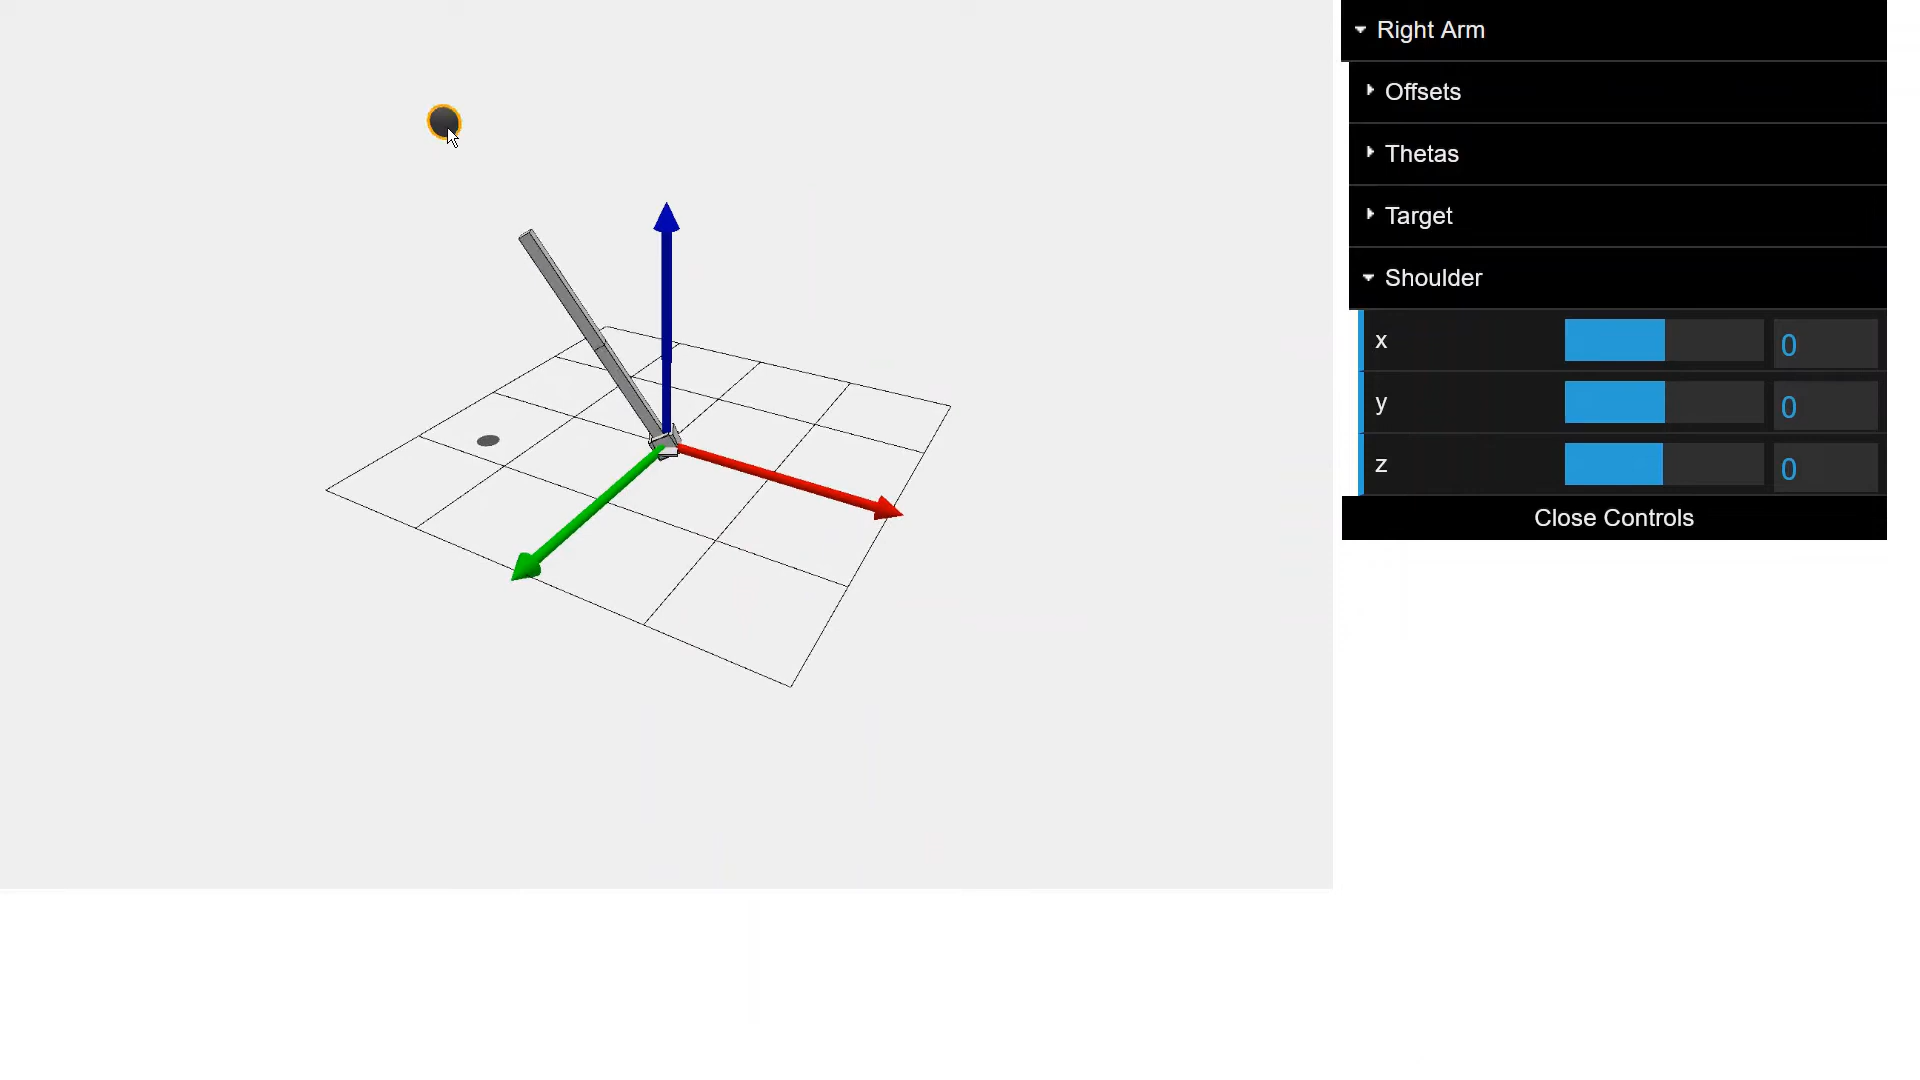 Right Arm
Offsets
Thetas
Target
Shoulder
x 0
y 0
z 0
Close Controls